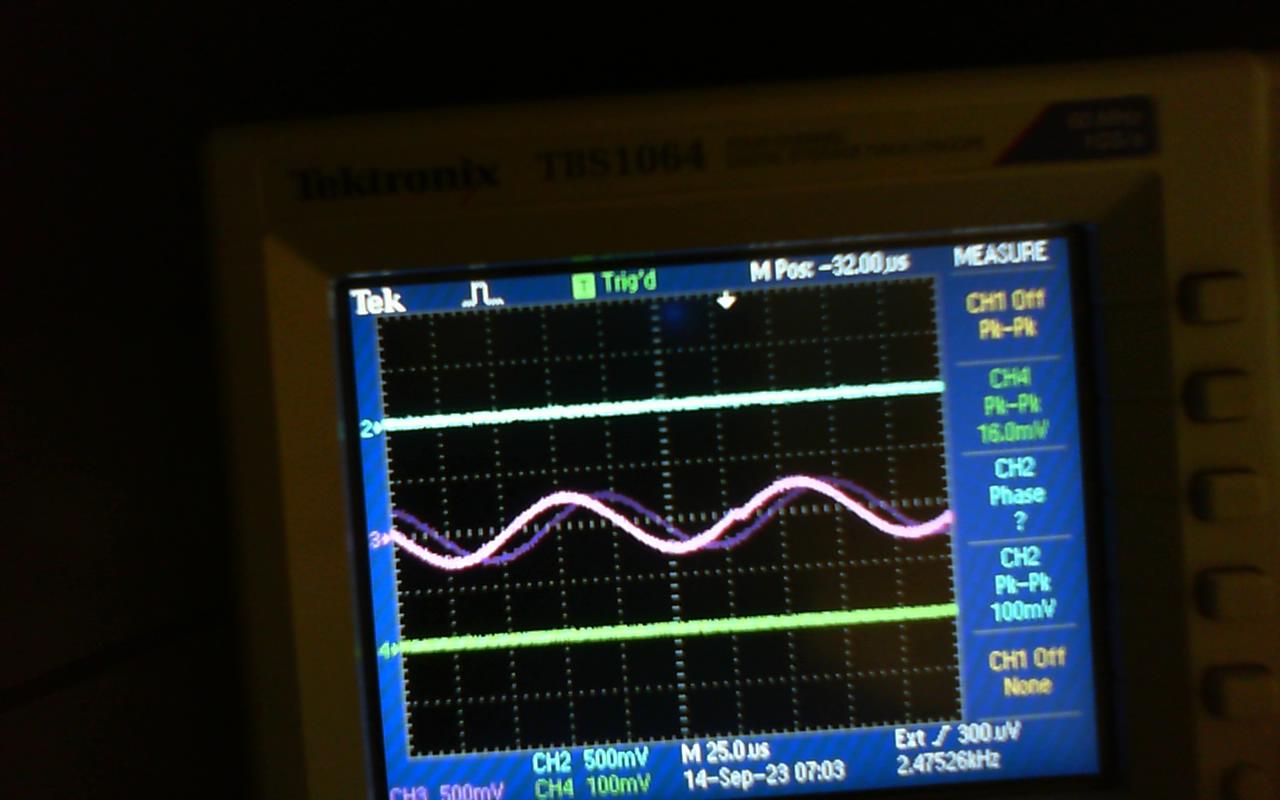 Tektronix TBS1064
Tek Trig'd M Pos: -32.00µs MEASURE
CH1 Off
Pk-Pk
CH4
Pk-Pk
16.0mV
CH2
Phase
?
CH2
Pk-Pk
100mV
CH1 Off
None
2
3
4
CH2 500mV M 25.0µs Ext 300µV
CH3 500mV CH4 100mV 14-Sep-23 07:03 2.47526kHz